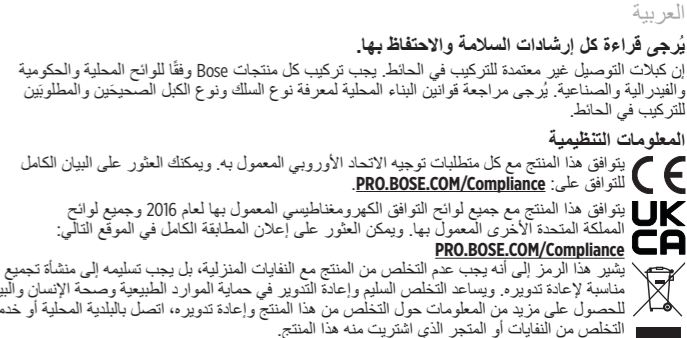 العربية
يُرجى قراءة كل إرشادات السلامة والاحتفاظ بها.
إن كبلات التوصيل غير معتمدة للتركيب في الحائط. يجب تركيب كل منتجات Bose وفقًا للوائح المحلية والحكومية
والفيدرالية والصناعية. يُرجى مراجعة قوانين البناء المحلية لمعرفة نوع السلك ونوع الكبل الصحيحَين والمطلوبَين
للتركيب في الحائط.
المعلومات التنظيمية
يتوافق هذا المنتج مع كل متطلبات توجيه الاتحاد الأوروبي المعمول به. ويمكنك العثور على البيان الكامل
للتوافق على: PRO.BOSE.COM/Compliance.
CE
يتوافق هذا المنتج مع جميع لوائح التوافق الكهرومغناطيسي المعمول بها لعام 2016 وجميع لوائح
المملكة المتحدة الأخرى المعمول بها. ويمكن العثور على إعلان المطابقة الكامل في الموقع التالي:
PRO.BOSE.COM/Compliance
UK
CA
يشير هذا الرمز إلى أنه يجب عدم التخلص من المنتج مع النفايات المنزلية، بل يجب تسليمه إلى منشأة تجميع
مناسبة لإعادة تدويره. ويساعد التخلص السليم وإعادة التدوير في حماية الموارد الطبيعية وصحة الإنسان
للحصول على مزيد من المعلومات حول التخلص من هذا المنتج وإعادة تدويره، اتصل بالبلدية المحلية أو
التخلص من النفايات أو المتجر الذي اشتريت منه هذا المنتج.